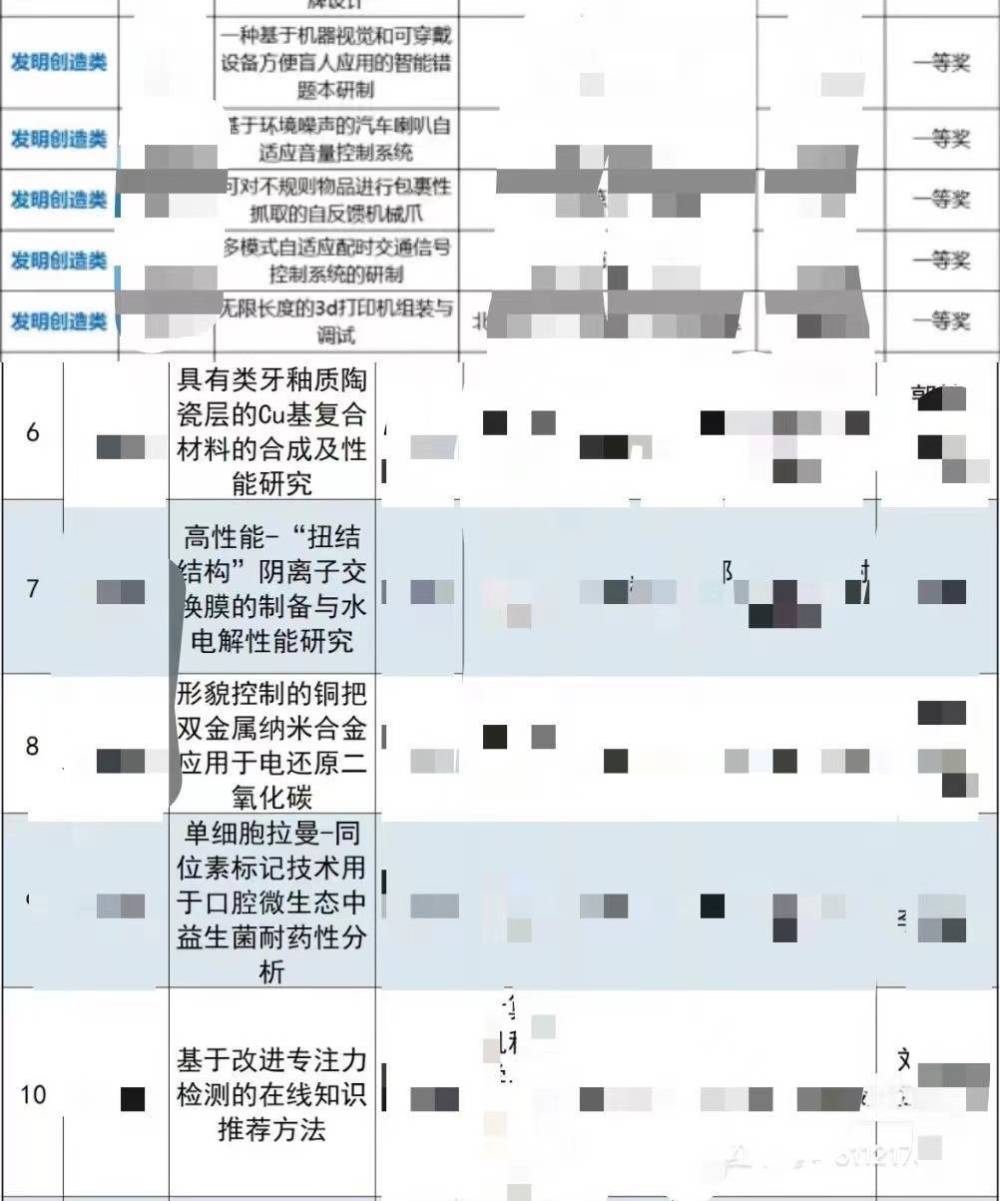 牌设计
发明创造类
一种基于机器视觉和可穿戴
设备方便盲人应用的智能错
题本研制
一等奖
发明创造类
基于环境噪声的汽车喇叭自
适应音量控制系统
一等奖
发明创造类
可对不规则物品进行包裹性
抓取的自反馈机械爪
一等奖
发明创造类
多模式自适应配时交通信号
控制系统的研制
一等奖
发明创造类
无限长度的3d打印机组装与
调试
北
一等奖
6
具有类牙釉质陶
瓷层的Cu基复合
材料的合成及性
能研究
7
高性能-“扭结
结构”阴离子交
换膜的制备与水
电解性能研究
8
形貌控制的铜把
双金属纳米合金
应用于电还原二
氧化碳
单细胞拉曼-同
位素标记技术用
于口腔微生态中
益生菌耐药性分
析
10
基于改进专注力
检测的在线知识
推荐方法
刘